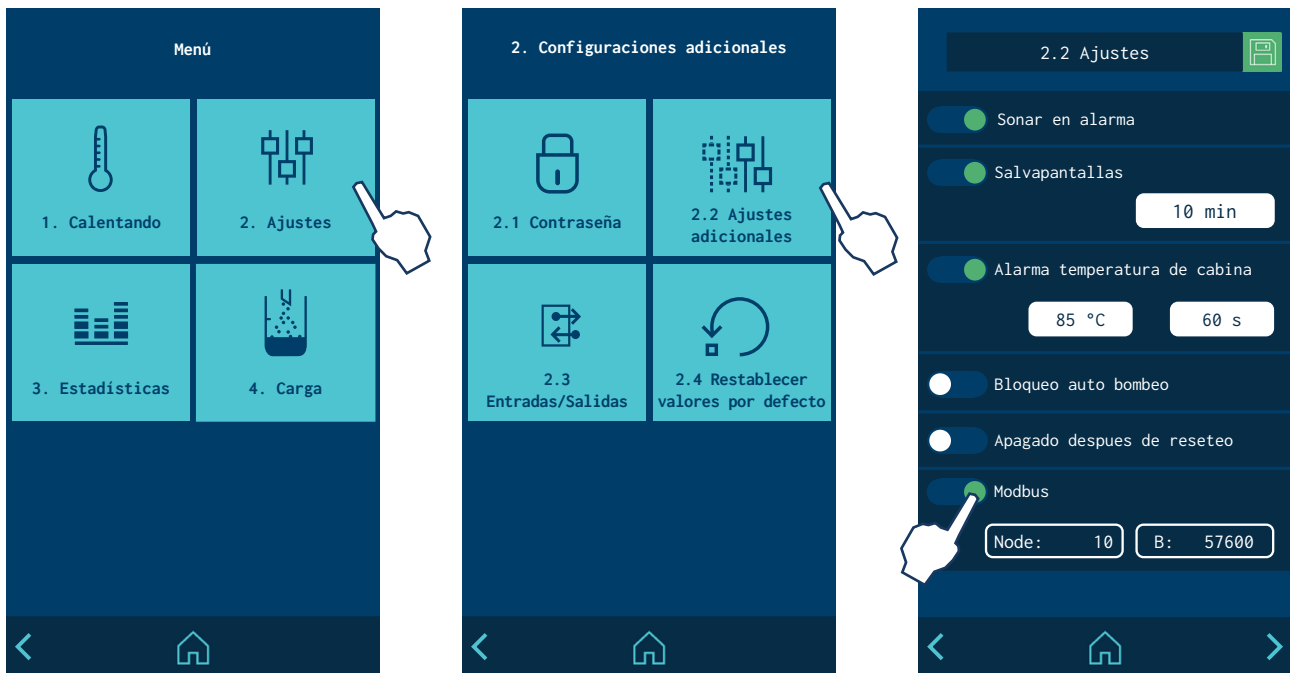 Menú
1. Calentando
2. Ajustes
3. Estadísticas
4. Carga
2. Configuraciones adicionales
2.1 Contraseña
2.2 Ajustes
adicionales
2.3
Entradas/Salidas
2.4 Restablecer
valores por defecto
2.2 Ajustes
Sonar en alarma
Salvapantallas
10 min
Alarma temperatura de cabina
85 °C
60 s
Bloqueo auto bombeo
Apagado despues de reseteo
Modbus
Node: 10
B: 57600